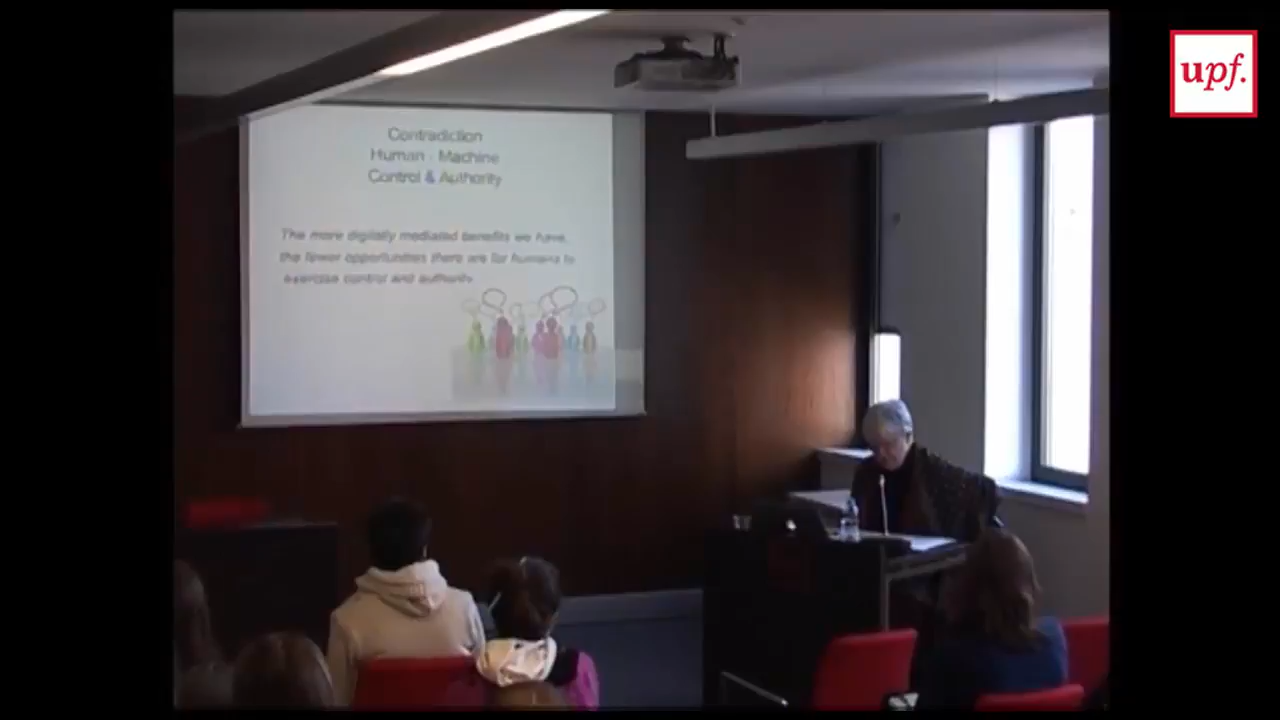 upf.
Contradiction
Human - Machine
Control & Authority
The more digitally mediated benefits we have,
the fewer opportunities there are for humans to
exercise control and authority.